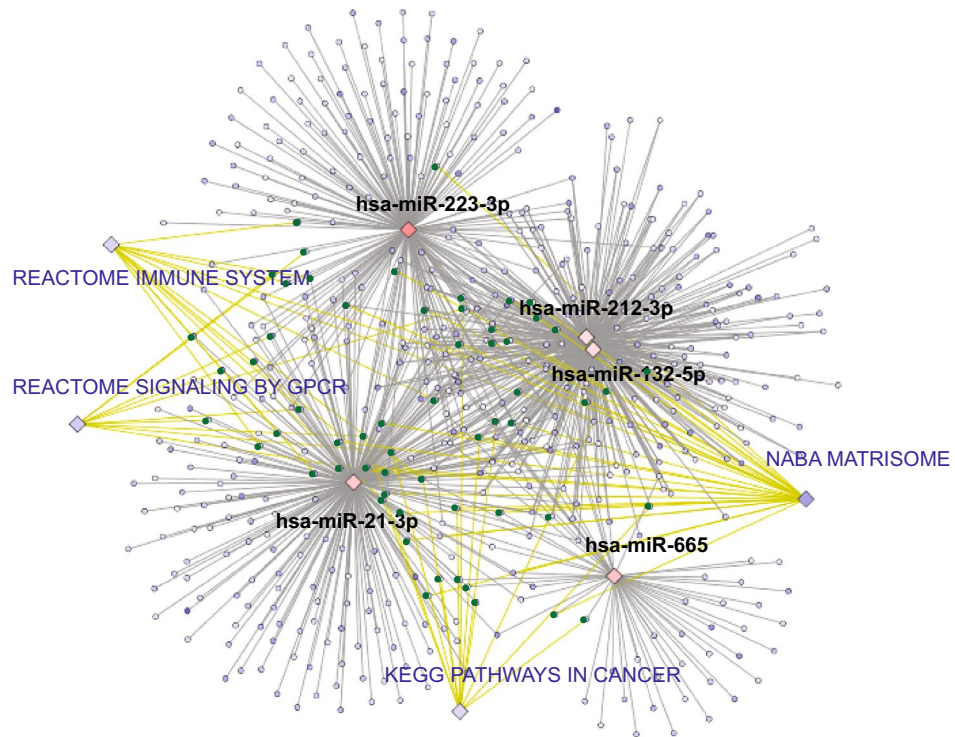 hsa-miR-223-3p
REACTOME IMMUNE SYSTEM
hsa-miR-212-3p
hsa-miR-132-5p
REACTOME SIGNALING BY GPCR
NABA MATRISOME
hsa-miR-21-3p
hsa-miR-665
KEGG PATHWAYS IN CANCER